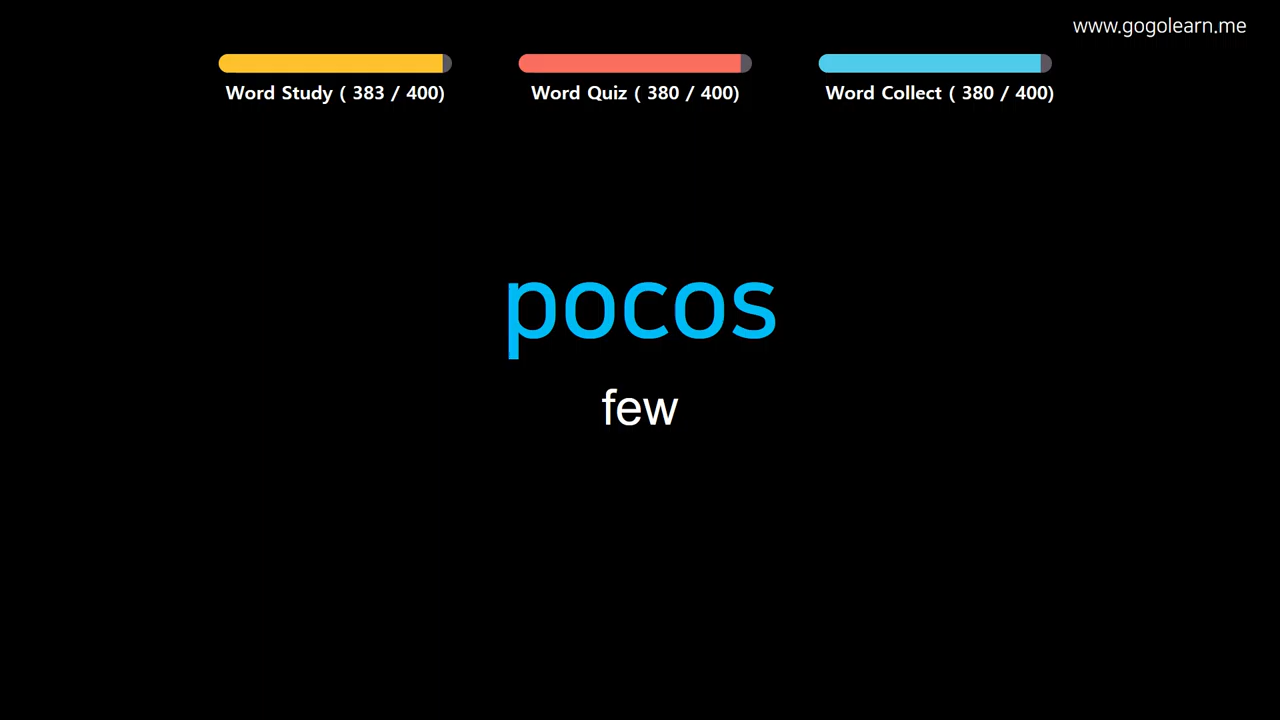 www.gogolearn.me
Word Study ( 383 / 400)
Word Quiz ( 380 / 400)
Word Collect ( 380 / 400)
pocos
few